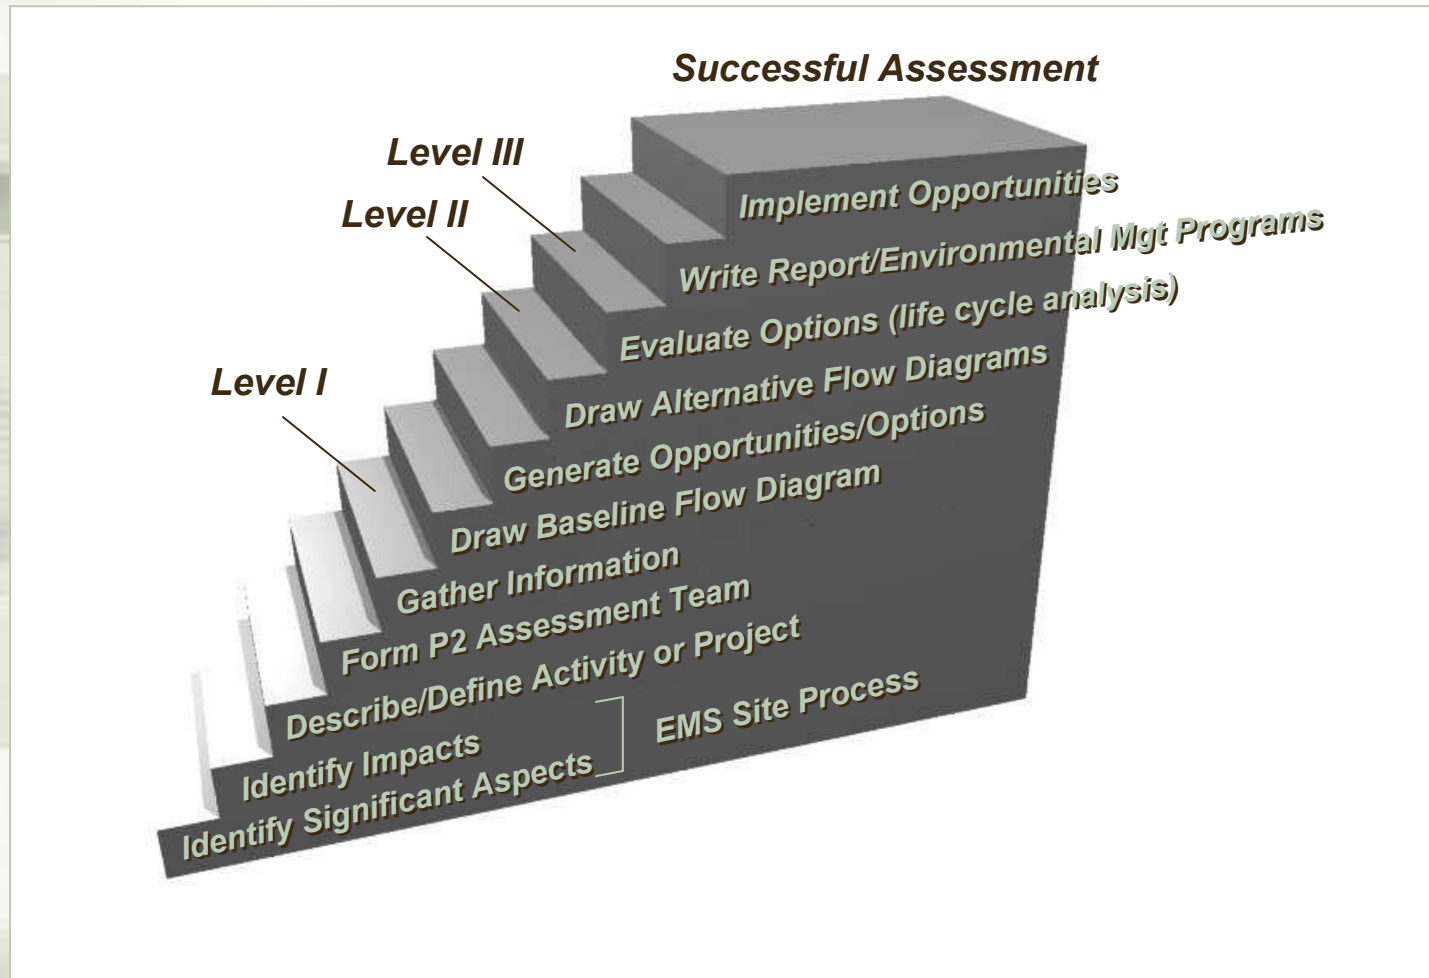 Successful Assessment
Level III
Level II
Level I
Implement Opportunities
Write Report/Environmental Mgt Programs
Evaluate Options (life cycle analysis)
Draw Alternative Flow Diagrams
Generate Opportunities/Options
Draw Baseline Flow Diagram
Gather Information
Form P2 Assessment Team
Describe/Define Activity or Project
Identify Impacts
Identify Significant Aspects
EMS Site Process